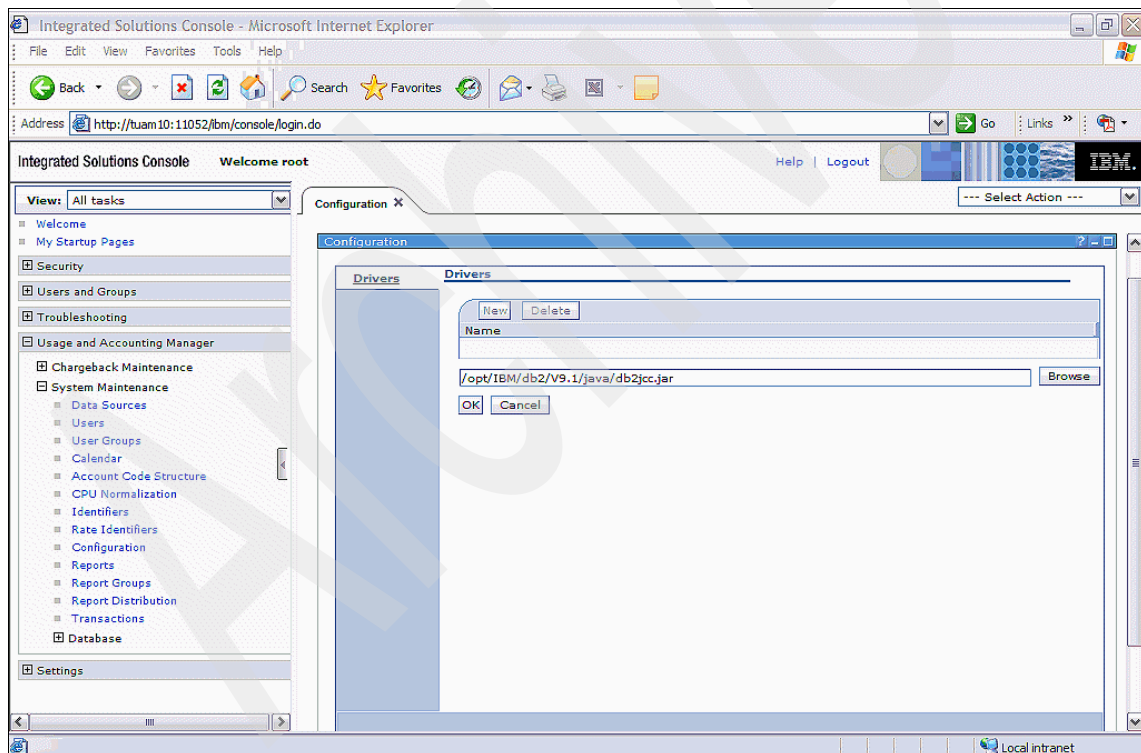 Integrated Solutions Console - Microsoft Internet Explorer
File Edit View Favorites Tools Help
Back Search Favorites
Address http://tuam10:11052/ibm/console/login.do Go Links »
Integrated Solutions Console Welcome root Help | Logout IBM.
View: All tasks
Configuration X
--- Select Action ---
Welcome
My Startup Pages
Security
Users and Groups
Troubleshooting
Usage and Accounting Manager
Chargeback Maintenance
System Maintenance
Data Sources
Users
User Groups
Calendar
Account Code Structure
CPU Normalization
Identifiers
Rate Identifiers
Configuration
Reports
Report Groups
Report Distribution
Transactions
Database
Settings
Configuration ?
Drivers
Drivers
New Delete
Name
/opt/IBM/db2/V9.1/java/db2jcc.jar Browse
OK Cancel
Local intranet
Archive